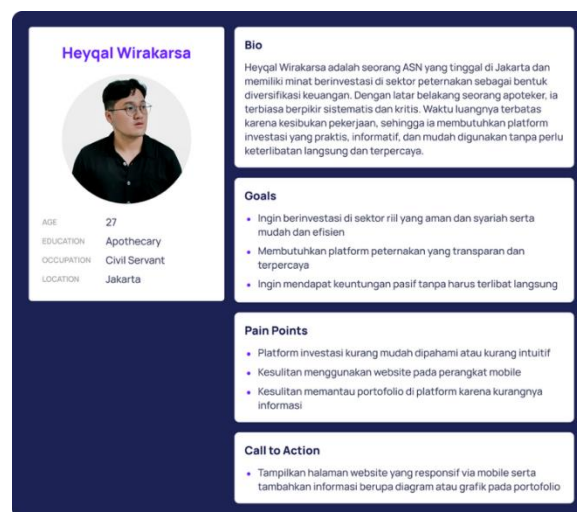 Heyqal Wirakarsa
AGE 27
EDUCATION Apothecary
OCCUPATION Civil Servant
LOCATION Jakarta
Bio
Heyqal Wirakarsa adalah seorang ASN yang tinggal di Jakarta dan
memiliki minat berinvestasi di sektor peternakan sebagai bentuk
diversifikasi keuangan. Dengan latar belakang seorang apoteker, ia
terbiasa berpikir sistematis dan kritis. Waktu luangnya terbatas
karena kesibukan pekerjaan, sehingga ia membutuhkan platform
investasi yang praktis, informatif, dan mudah digunakan tanpa perlu
keterlibatan langsung dan terpercaya.
Goals
• Ingin berinvestasi di sektor riil yang aman dan syariah serta
mudah dan efisien
• Membutuhkan platform peternakan yang transparan dan
terpercaya
• Ingin mendapat keuntungan pasif tanpa harus terlibat langsung
Pain Points
• Platform investasi kurang mudah dipahami atau kurang intuitif
• Kesulitan menggunakan website pada perangkat mobile
• Kesulitan memantau portofolio di platform karena kurangnya
informasi
Call to Action
• Tampilkan halaman website yang responsif via mobile serta
tambahkan informasi berupa diagram atau grafik pada portofolio